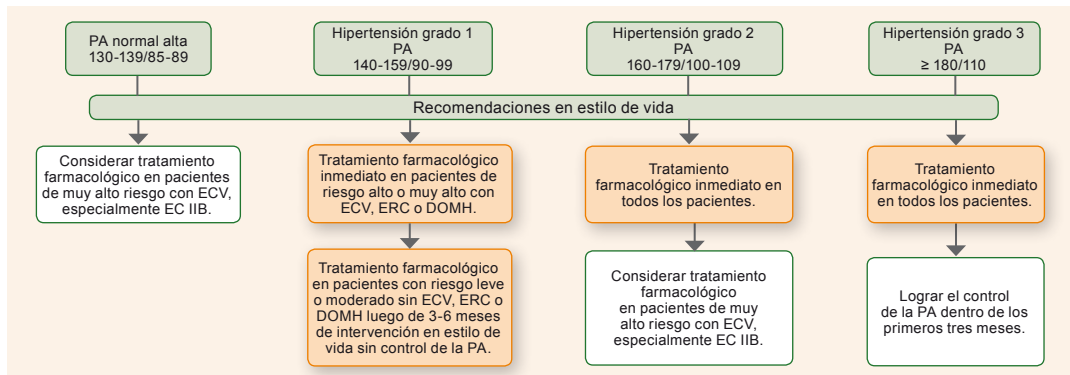 PA normal alta
130-139/85-89
Hipertensión grado 1
PA
140-159/90-99
Hipertensión grado 2
PA
160-179/100-109
Hipertensión grado 3
PA
≥ 180/110
Recomendaciones en estilo de vida
Considerar tratamiento
farmacológico en pacientes
de muy alto riesgo con ECV,
especialmente EC IIB.
Tratamiento farmacológico
inmediato en pacientes de
riesgo alto o muy alto con
ECV, ERC o DOMH.
Tratamiento
farmacológico inmediato en
todos los pacientes.
Tratamiento
farmacológico inmediato
en todos los pacientes.
Tratamiento farmacológico
en pacientes con riesgo leve
o moderado sin ECV, ERC o
DOMH luego de 3-6 meses
de intervención en estilo de
vida sin control de la PA.
Considerar tratamiento
farmacológico
en pacientes de muy
alto riesgo con ECV,
especialmente EC IIB.
Lograr el control
de la PA dentro de los
primeros tres meses.